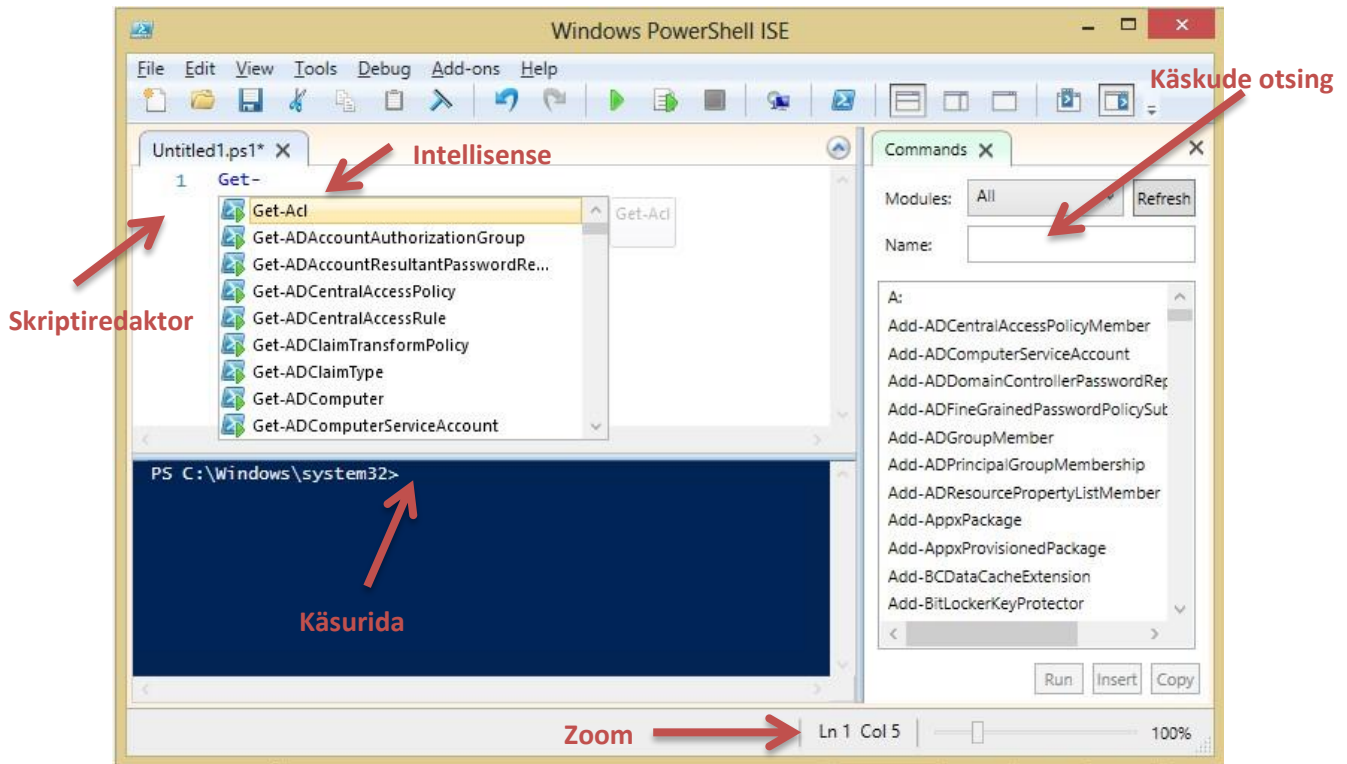 Windows PowerShell ISE
File Edit View Tools Debug Add-ons Help
Käskude otsing
Untitled1.ps1*
Intellisense
1 Get-
Get-Acl
Get-ADAccountAuthorizationGroup
Get-ADAccountResultantPasswordRe...
Get-ADCentralAccessPolicy
Get-ADCentralAccessRule
Get-ADClaimTransformPolicy
Get-ADClaimType
Get-ADComputer
Get-ADComputerServiceAccount
Get-Acl
Skriptiredaktor
PS C:\Windows\system32>
Käsurida
Commands
Modules: All Refresh
Name:
A:
Add-ADCentralAccessPolicyMember
Add-ADComputerServiceAccount
Add-ADDomainControllerPasswordRep
Add-ADFineGrainedPasswordPolicySub
Add-ADGroupMember
Add-ADPrincipalGroupMembership
Add-ADResourcePropertyListMember
Add-AppxPackage
Add-AppxProvisionedPackage
Add-BCDataCacheExtension
Add-BitLockerKeyProtector
Run Insert Copy
Zoom
Ln 1 Col 5 100%